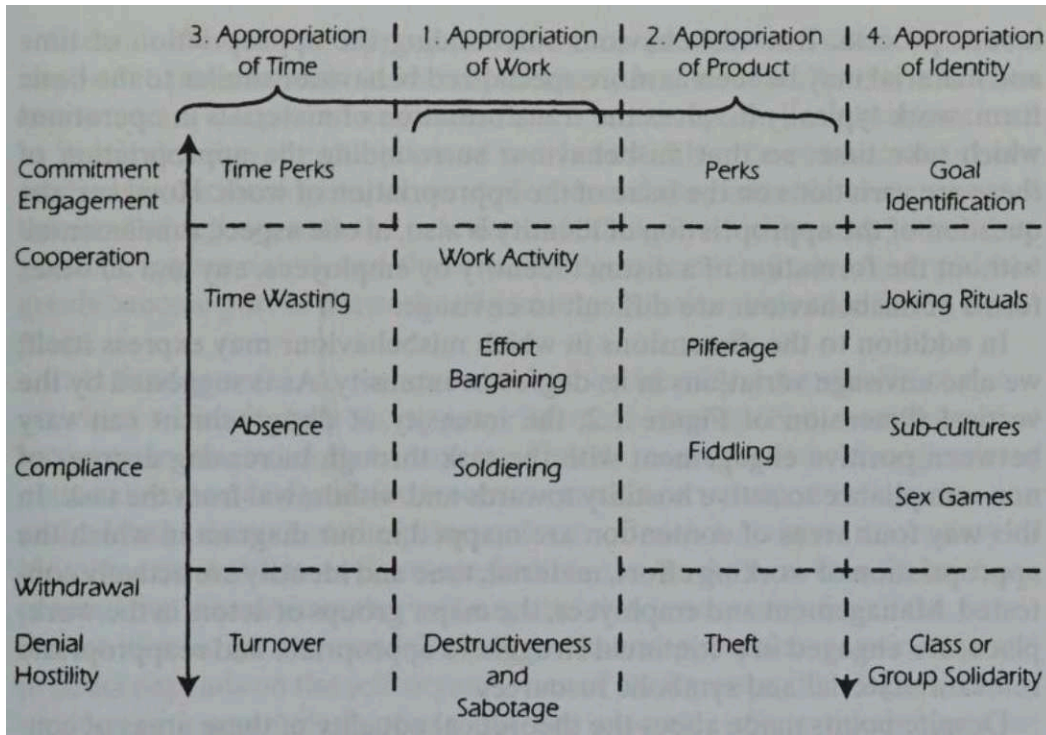 3. Appropriation of Time
1. Appropriation of Work
2. Appropriation of Product
4. Appropriation of Identity
Commitment
Engagement
Time Perks
Perks
Goal
Identification
Cooperation
Work Activity
Time Wasting
Joking Rituals
Effort
Bargaining
Pilferage
Absence
Sub-cultures
Compliance
Soldiering
Fiddling
Sex Games
Withdrawal
Denial
Hostility
Turnover
Destructiveness
and
Sabotage
Theft
Class or
Group Solidarity